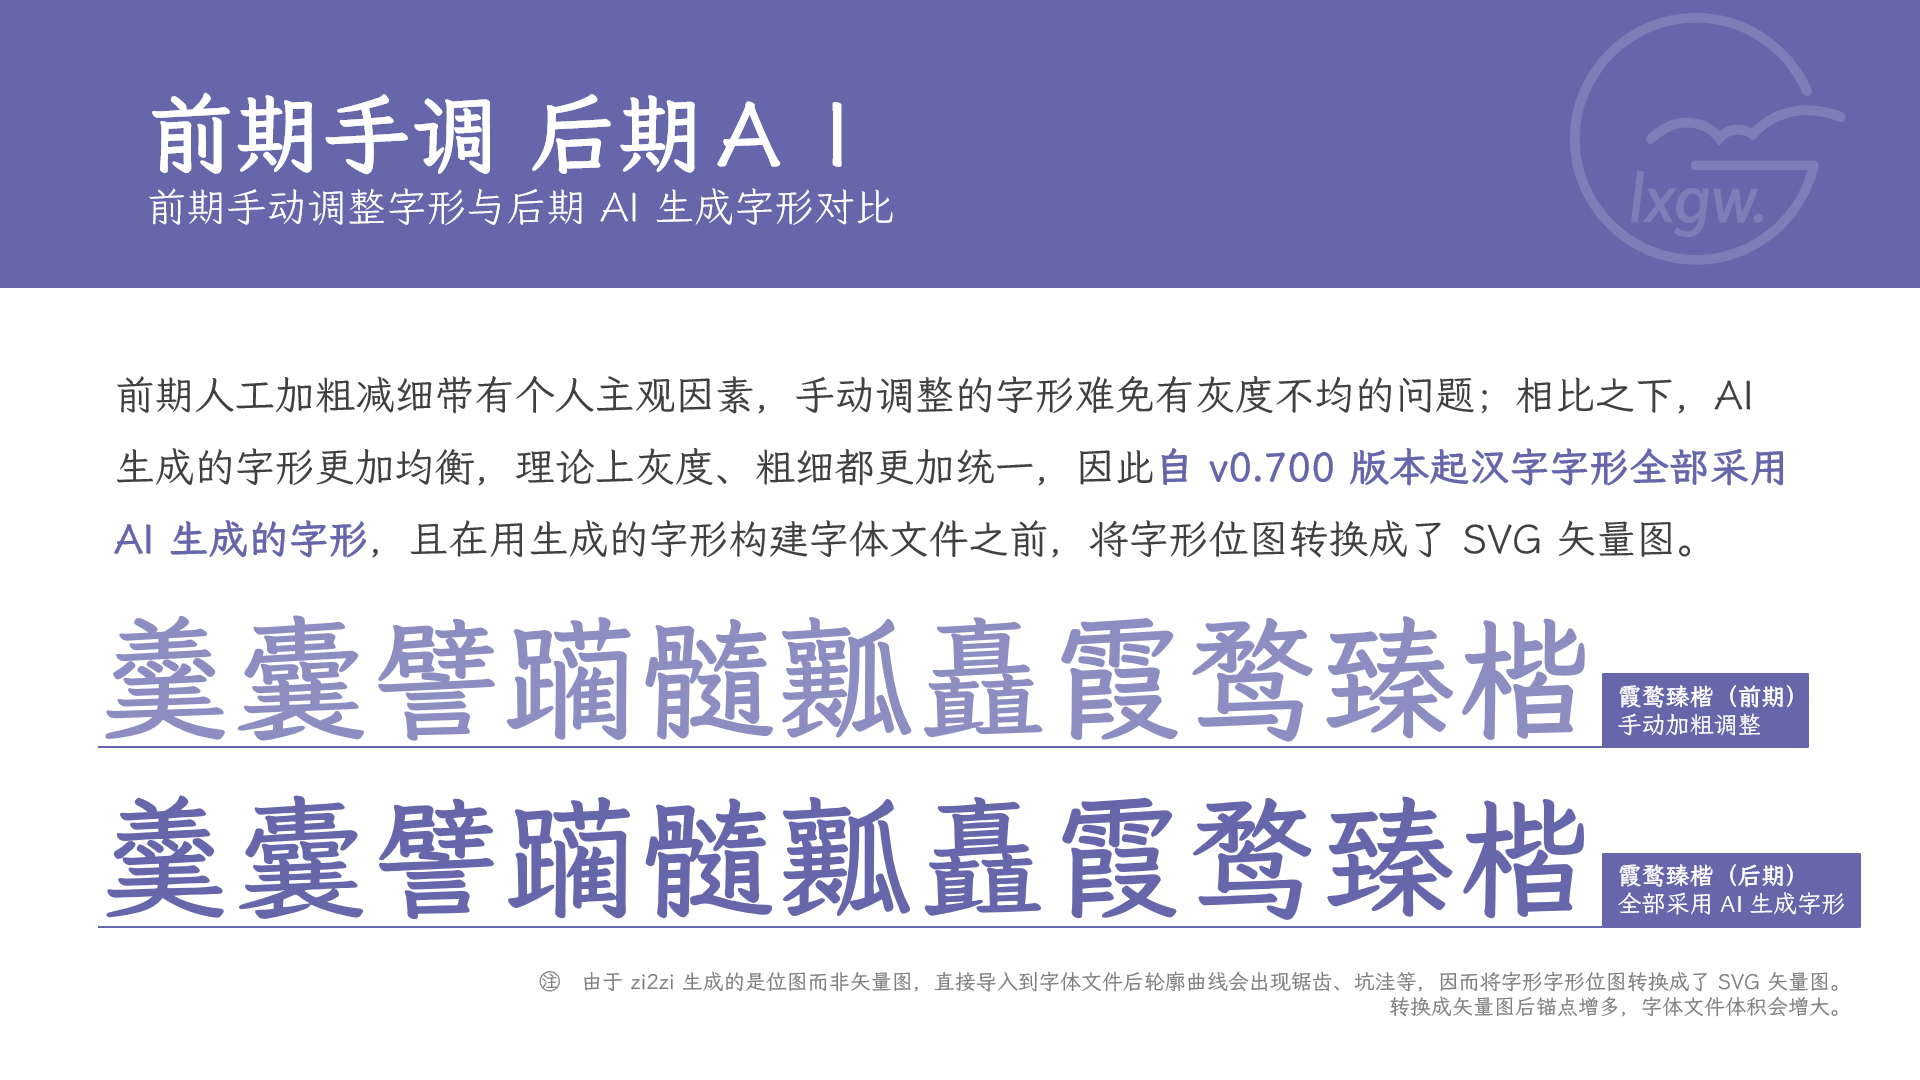 前期手调 后期AI
前期手动调整字形与后期 AI 生成字形对比
lxgw.
前期人工加粗减细带有个人主观因素，手动调整的字形难免有灰度不均的问题；相比之下，AI
生成的字形更加均衡，理论上灰度、粗细都更加统一，因此自 v0.700 版本起汉字字形全部采用
AI 生成的字形，且在用生成的字形构建字体文件之前，将字形位图转换成了 SVG 矢量图。
羹囊譬躏髓瓤矗霞鹜臻楷
霞鹜臻楷（前期）
手动加粗调整
羹囊譬躏髓瓤矗霞鹜臻楷
霞鹜臻楷（后期）
全部采用 AI 生成字形
㊟ 由于 zi2zi 生成的是位图而非矢量图，直接导入到字体文件后轮廓曲线会出现锯齿、坑洼等，因而将字形字形位图转换成了 SVG 矢量图。
转换成矢量图后锚点增多，字体文件体积会增大。